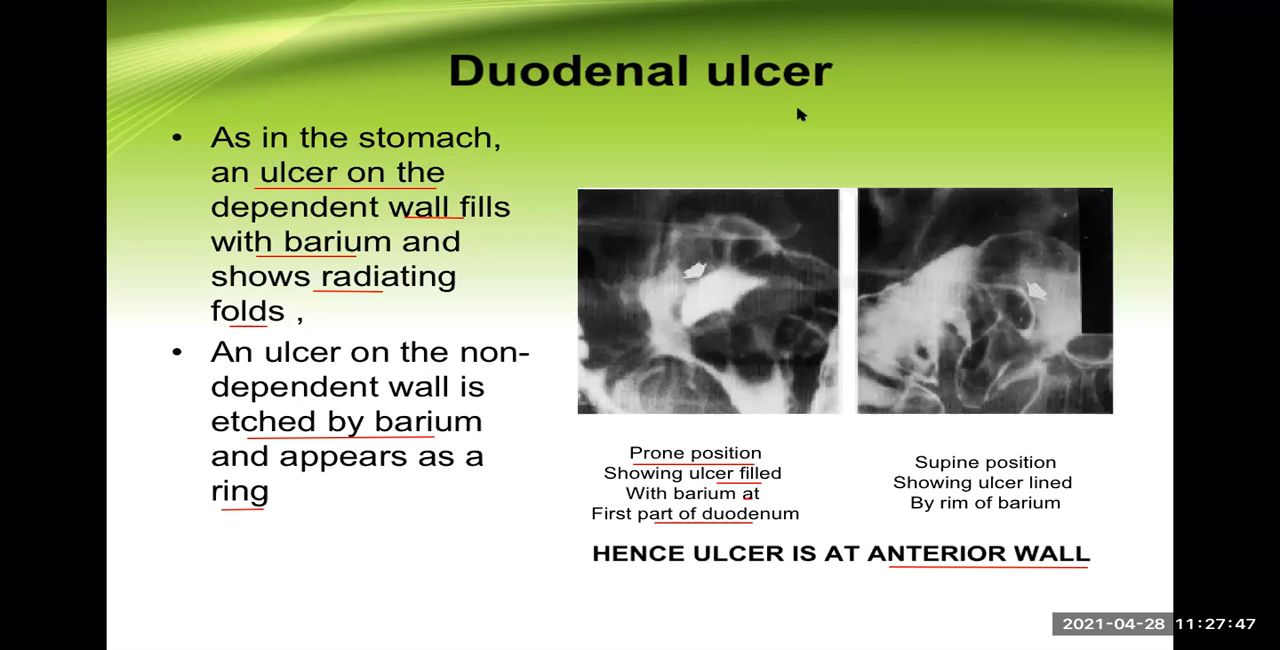 Duodenal ulcer
• As in the stomach,
an ulcer on the
dependent wall fills
with barium and
shows radiating
folds ,
• An ulcer on the non-
dependent wall is
etched by barium
and appears as a
ring
Prone position
Showing ulcer filled
With barium at
First part of duodenum
Supine position
Showing ulcer lined
By rim of barium
HENCE ULCER IS AT ANTERIOR WALL
2021-04-28 11:27:47